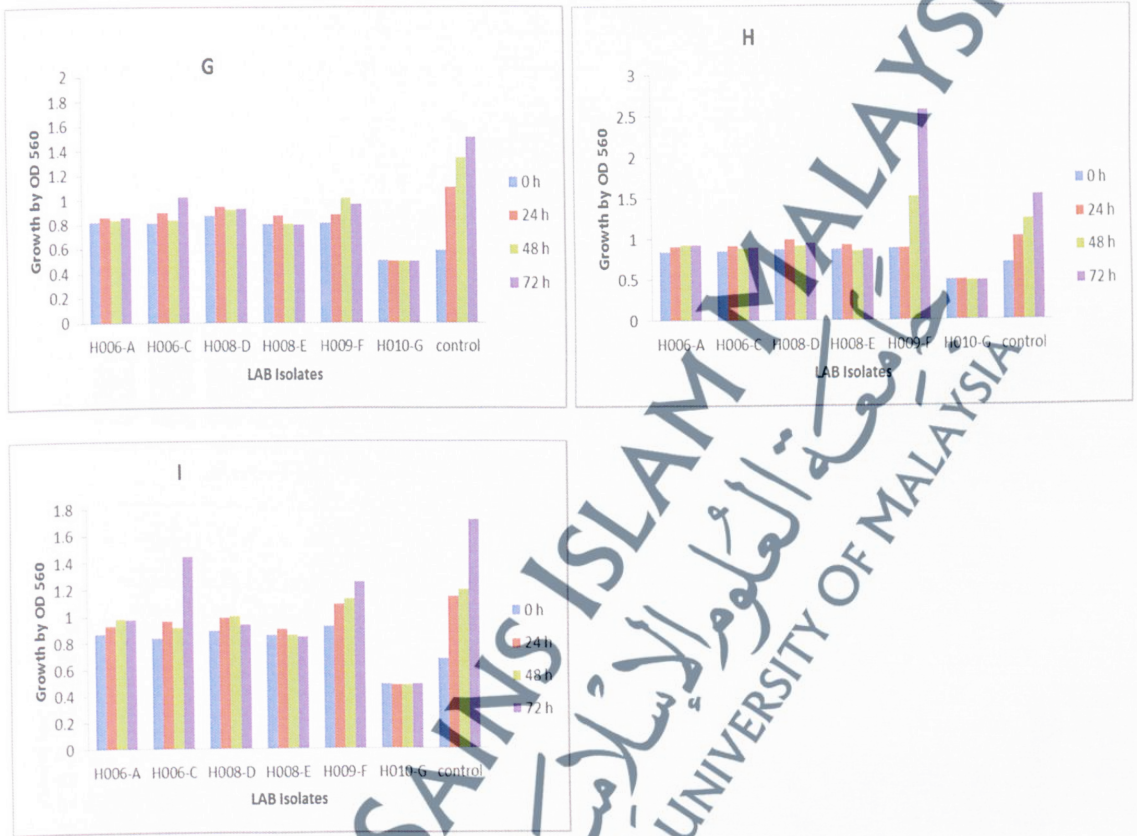 G
2
1.8
1.6
1.4
1.2
1
0.8
0.6
0.4
0.2
0
Growth by OD 560
H006-A H006-C H008-D H008-E H009-F H010-G control
LAB Isolates
0 h
24 h
48 h
72 h
H
3
2.5
2
1.5
1
0.5
0
Growth by OD 560
H006-A H006-C H008-D H008-E H009-F H010-G control
LAB Isolates
0 h
24 h
48 h
72 h
I
1.8
1.6
1.4
1.2
1
0.8
0.6
0.4
0.2
0
Growth by OD 560
H006-A H006-C H008-D H008-E H009-F H010-G control
LAB Isolates
0 h
24 h
48 h
72 h
SAINS ISLAM MALAYSI
جامعة العلوم الإسلامية
UNIVERSITY OF MALAYSIA